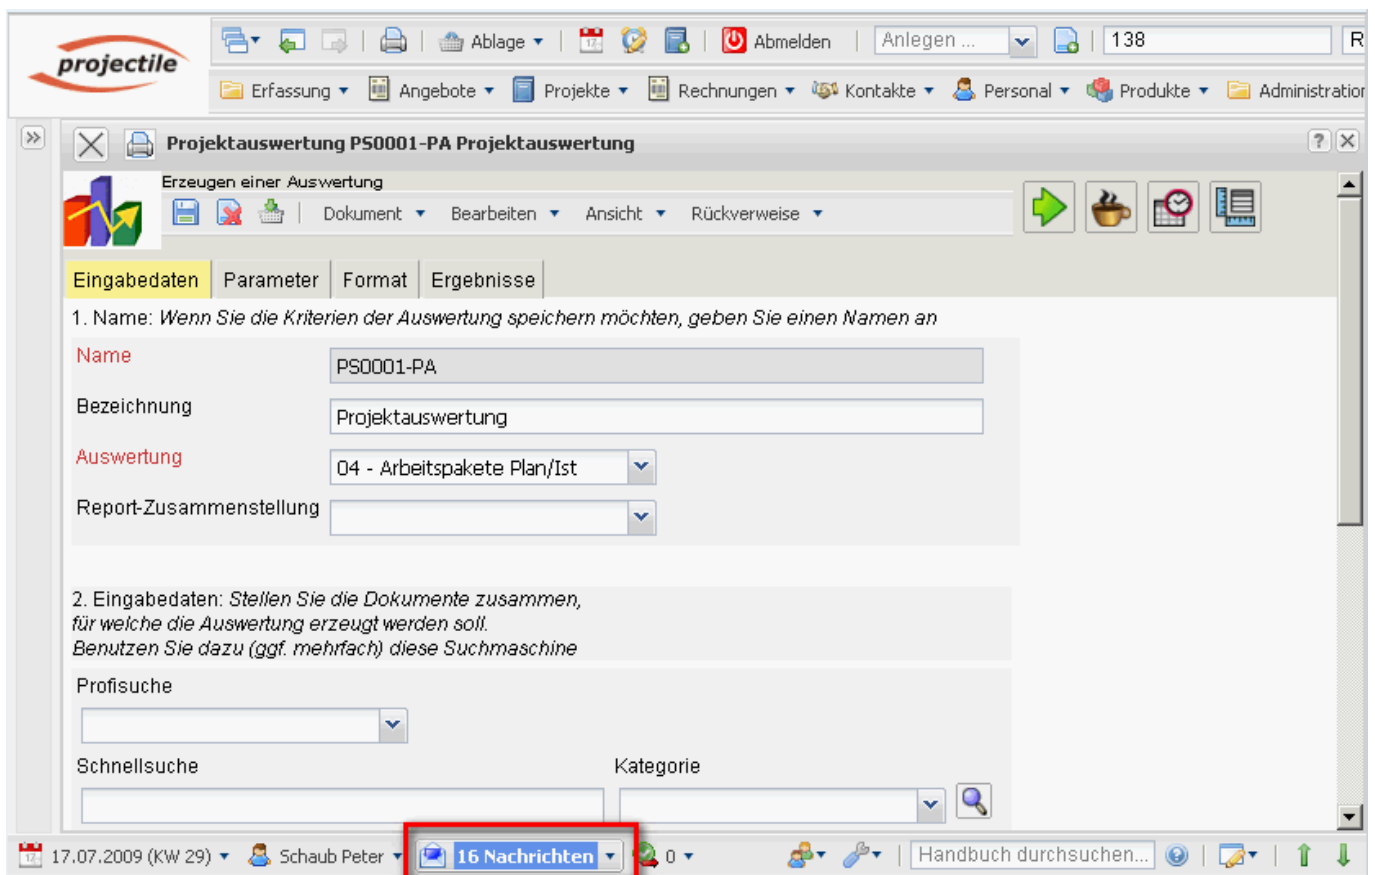 projectile
Ablage
Abmelden
Anlegen ...
138
R
Erfassung
Angebote
Projekte
Rechnungen
Kontakte
Personal
Produkte
Administration
Projektauswertung PS0001-PA Projektauswertung
Erzeugen einer Auswertung
Dokument
Bearbeiten
Ansicht
Rückverweise
Eingabedaten
Parameter
Format
Ergebnisse
1. Name: Wenn Sie die Kriterien der Auswertung speichern möchten, geben Sie einen Namen an
Name
PS0001-PA
Bezeichnung
Projektauswertung
Auswertung
04 - Arbeitspakete Plan/Ist
Report-Zusammenstellung
2. Eingabedaten: Stellen Sie die Dokumente zusammen,
für welche die Auswertung erzeugt werden soll.
Benutzen Sie dazu (ggf. mehrfach) diese Suchmaschine
Profisuche
Schnellsuche
Kategorie
17.07.2009 (KW 29)
Schaub Peter
16 Nachrichten
0
Handbuch durchsuchen...